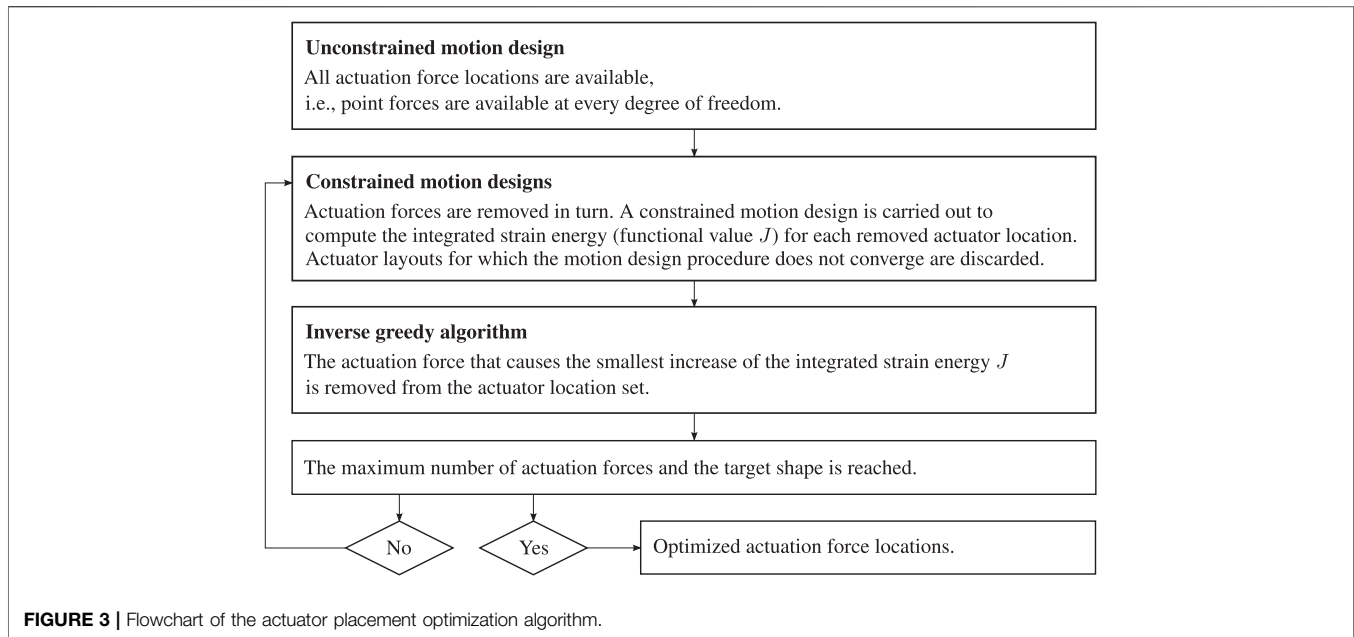 Unconstrained motion design
All actuation force locations are available,
i.e., point forces are available at every degree of freedom.
Constrained motion designs
Actuation forces are removed in turn. A constrained motion design is carried out to
compute the integrated strain energy (functional value J) for each removed actuator location.
Actuator layouts for which the motion design procedure does not converge are discarded.
Inverse greedy algorithm
The actuation force that causes the smallest increase of the integrated strain energy J
is removed from the actuator location set.
The maximum number of actuation forces and the target shape is reached.
No
Yes
Optimized actuation force locations.
FIGURE 3 | Flowchart of the actuator placement optimization algorithm.